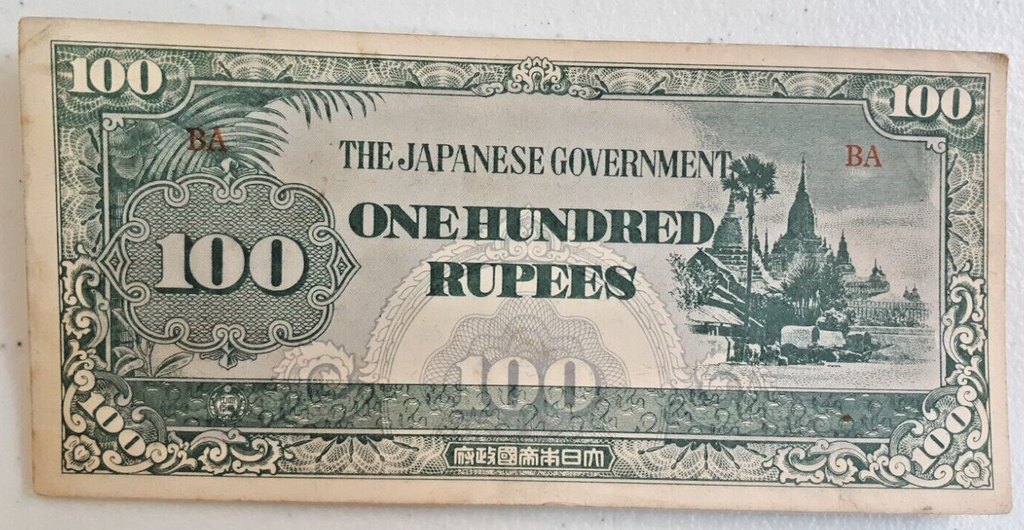 100 100
BA BA
THE JAPANESE GOVERNMENT
ONE HUNDRED
RUPEES
100
100
100 100
府政國帝本日大